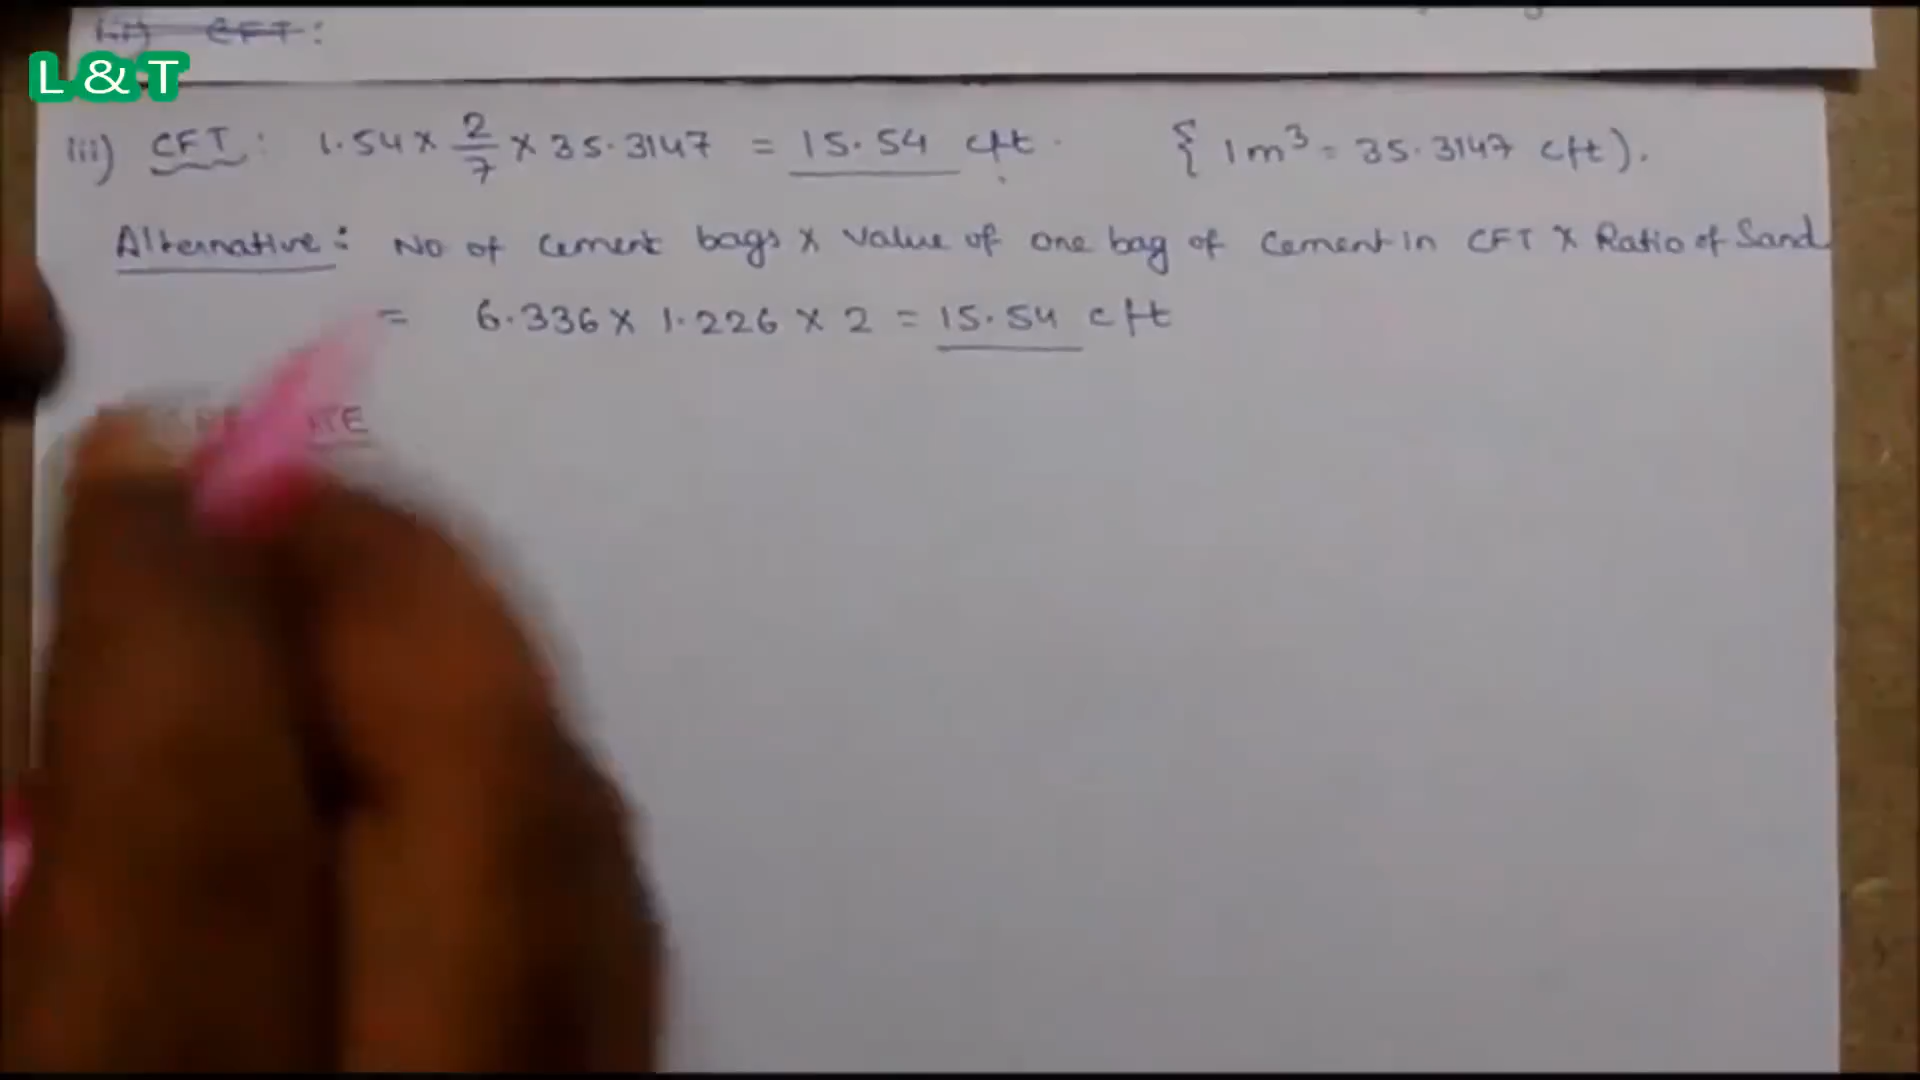 iii) CFT:
L&T
iii) CFT: 1.54 × 2/7 × 35.3147 = 15.54 cft. { 1m³ = 35.3147 cft).
Alternative: No of cement bags × Value of one bag of cement in CFT × Ratio of Sand
= 6.336 × 1.226 × 2 = 15.54 cft